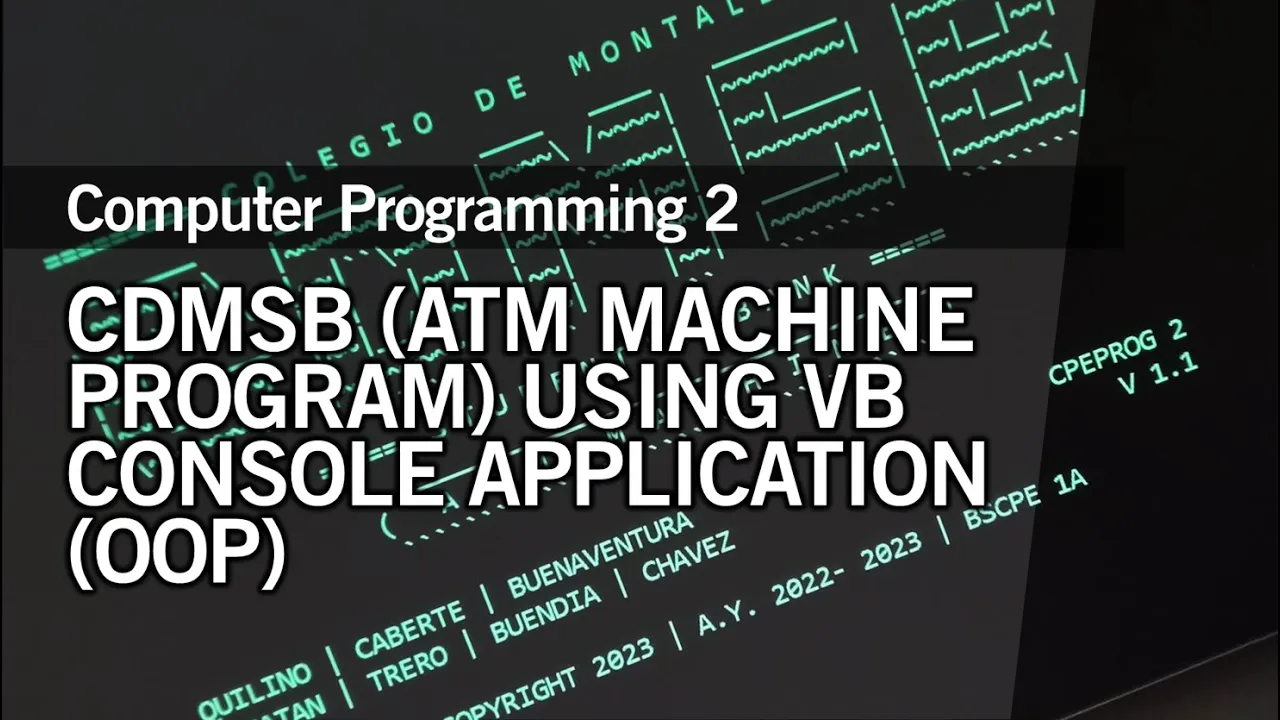 COLEGIO DE
Computer Programming 2
CDMSB (ATM MACHINE
PROGRAM) USING VB
CONSOLE APPLICATION
(OOP)
CPEPROG 2
V 1.1
QUILINO | CABERTE | BUENAVENTURA
| TRERO | BUENDIA | CHAVEZ
COPYRIGHT 2023 | A.Y. 2022- 2023 | BSCPE 1A